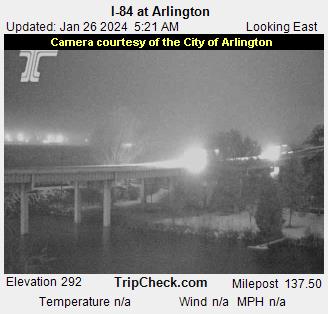 I-84 at Arlington
Updated: Jan 26 2024 5:21 AM Looking East
Camera courtesy of the City of Arlington
Elevation 292 TripCheck.com Milepost 137.50
Temperature n/a Wind n/a MPH n/a